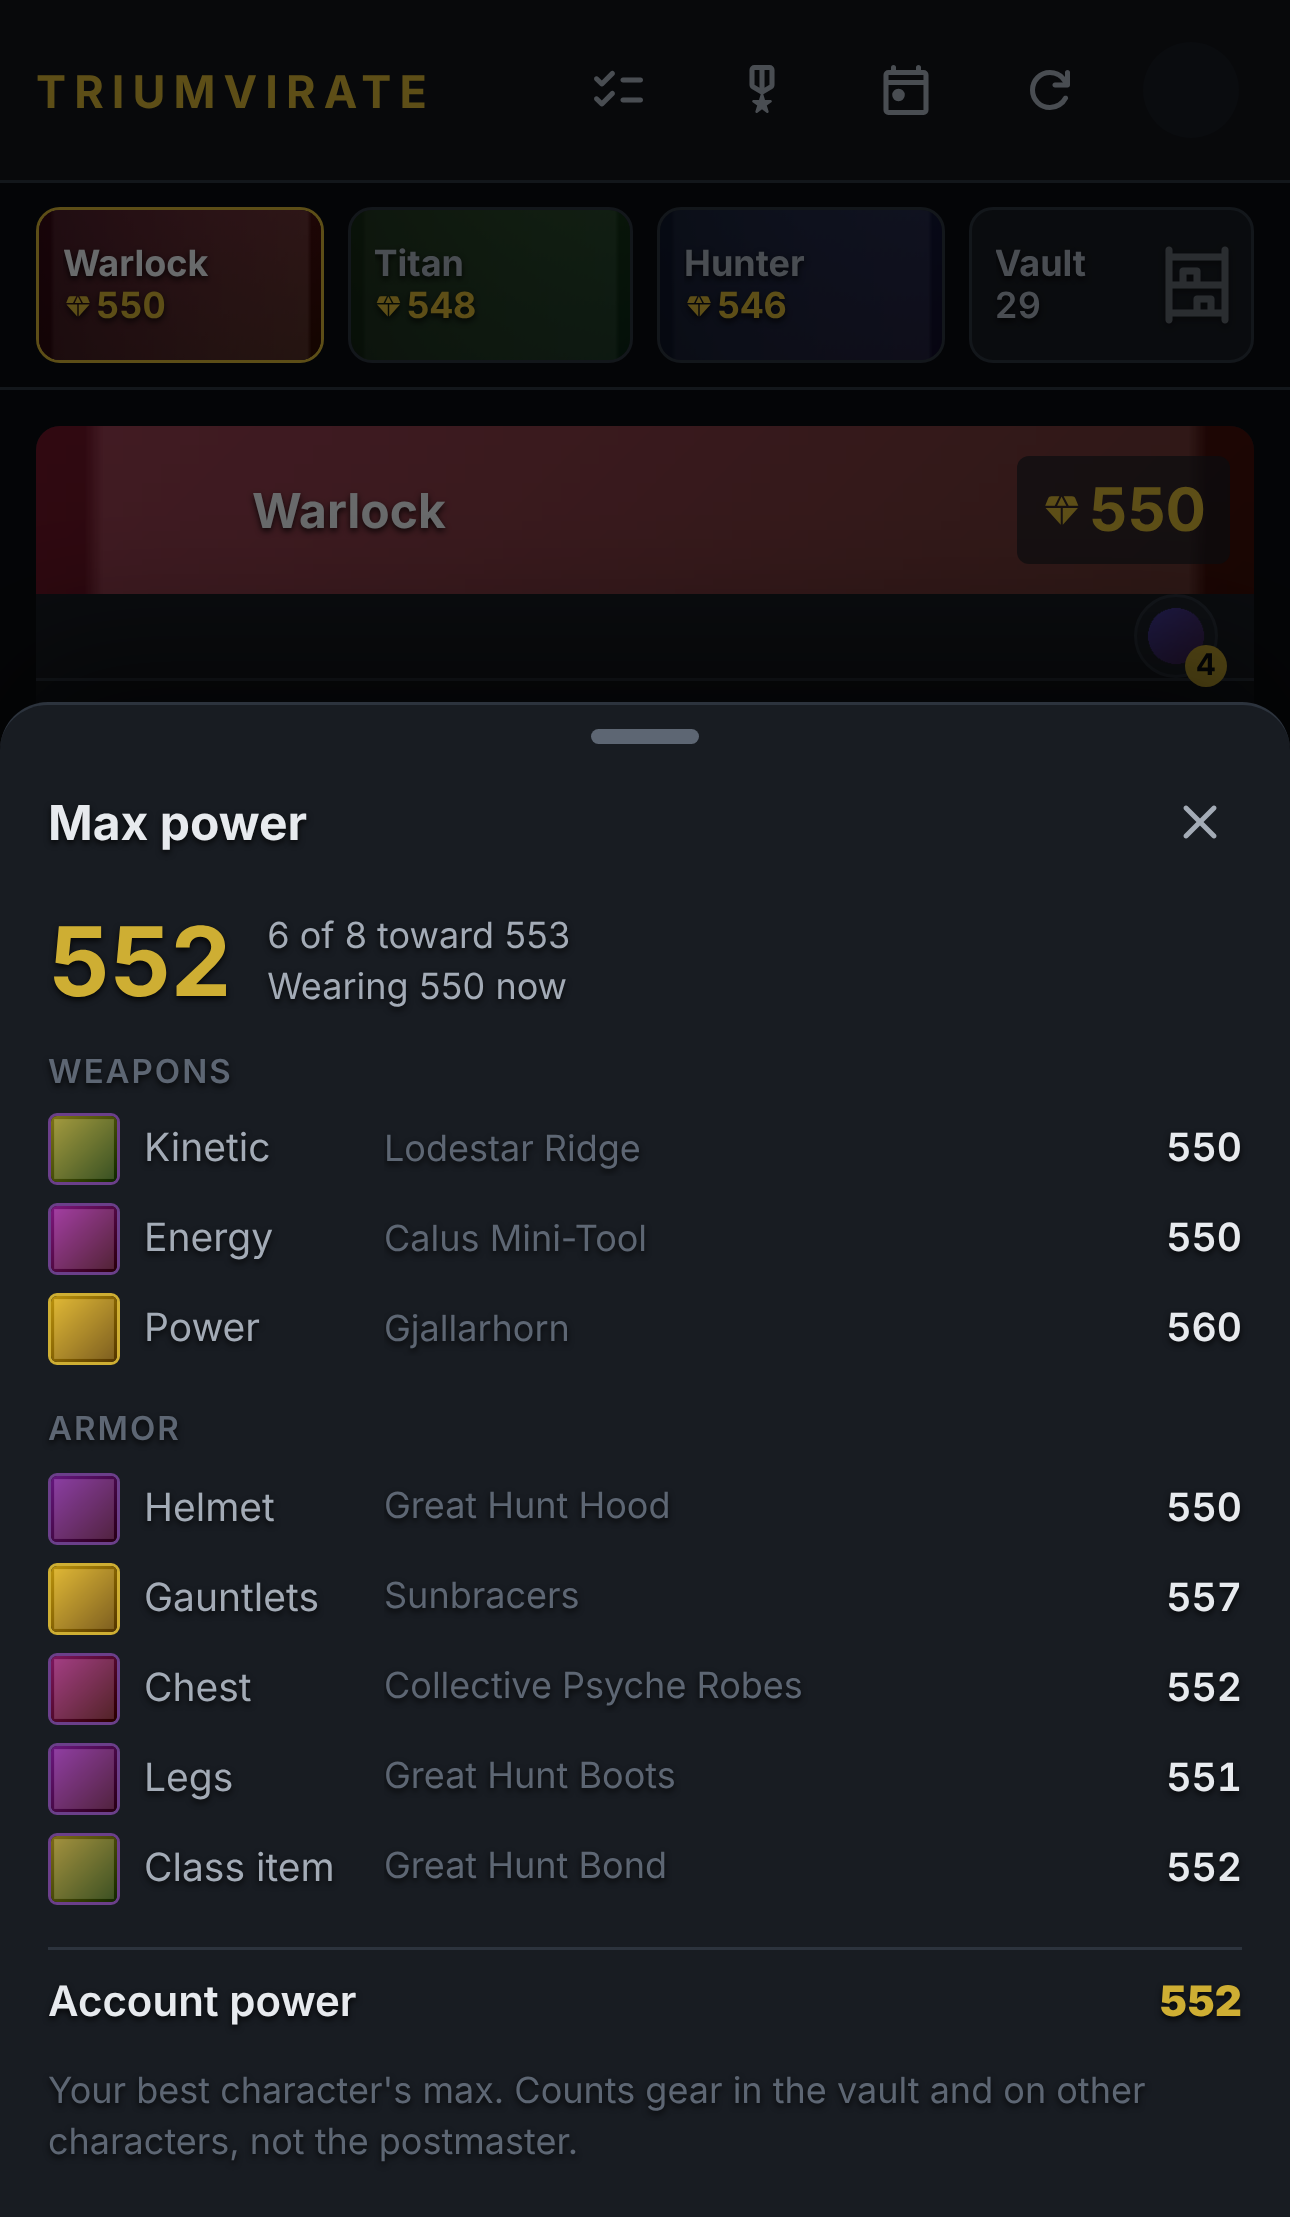 TRIUMVIRATE
Warlock
550
Titan
548
Hunter
546
Vault
29
Warlock
550
4
Max power
552
6 of 8 toward 553
Wearing 550 now
WEAPONS
Kinetic Lodestar Ridge 550
Energy Calus Mini-Tool 550
Power Gjallarhorn 560
ARMOR
Helmet Great Hunt Hood 550
Gauntlets Sunbracers 557
Chest Collective Psyche Robes 552
Legs Great Hunt Boots 551
Class item Great Hunt Bond 552
Account power 552
Your best character's max. Counts gear in the vault and on other
characters, not the postmaster.